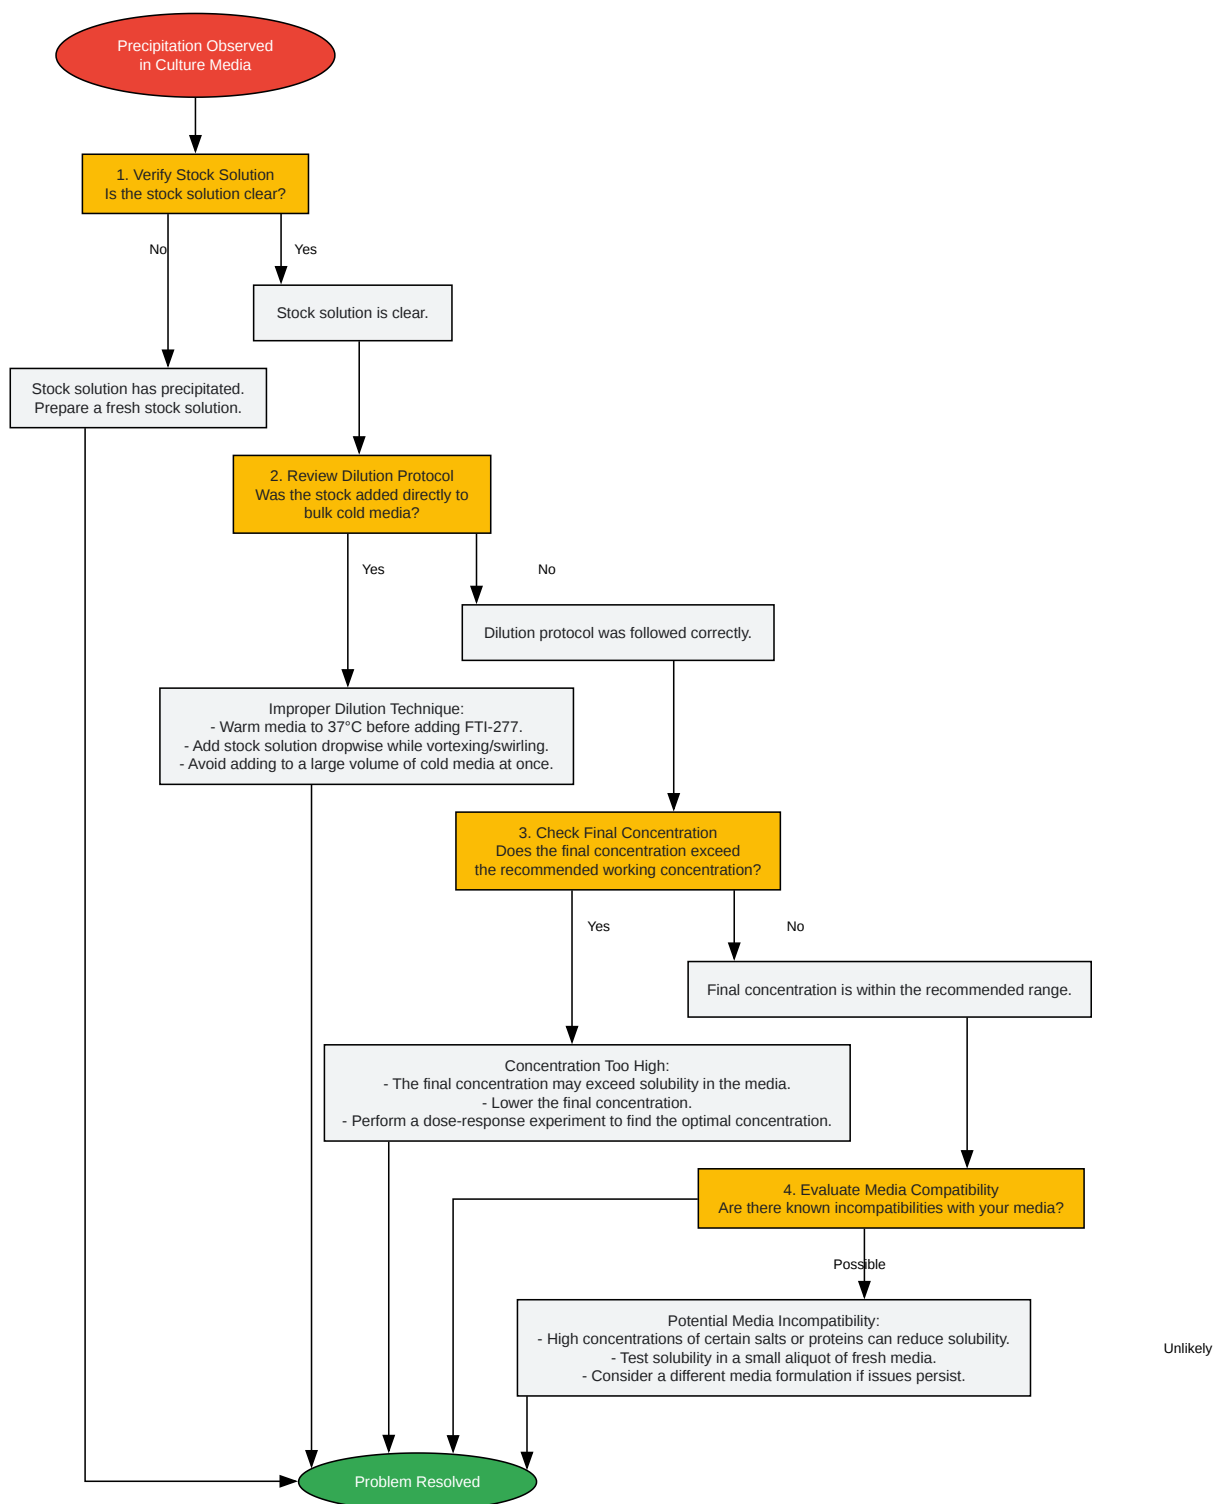 Precipitation Observed
in Culture Media
1. Verify Stock Solution
Is the stock solution clear?
No
Yes
Stock solution is clear.
Stock solution has precipitated.
Prepare a fresh stock solution.
2. Review Dilution Protocol
Was the stock added directly to
bulk cold media?
Yes
No
Dilution protocol was followed correctly.
Improper Dilution Technique:
- Warm media to 37°C before adding FTI-277.
- Add stock solution dropwise while vortexing/swirling.
- Avoid adding to a large volume of cold media at once.
3. Check Final Concentration
Does the final concentration exceed
the recommended working concentration?
Yes
No
Final concentration is within the recommended range.
Concentration Too High:
- The final concentration may exceed solubility in the media.
- Lower the final concentration.
- Perform a dose-response experiment to find the optimal concentration.
4. Evaluate Media Compatibility
Are there known incompatibilities with your media?
Possible
Potential Media Incompatibility:
- High concentrations of certain salts or proteins can reduce solubility.
- Test solubility in a small aliquot of fresh media.
- Consider a different media formulation if issues persist.
Unlikely
Problem Resolved